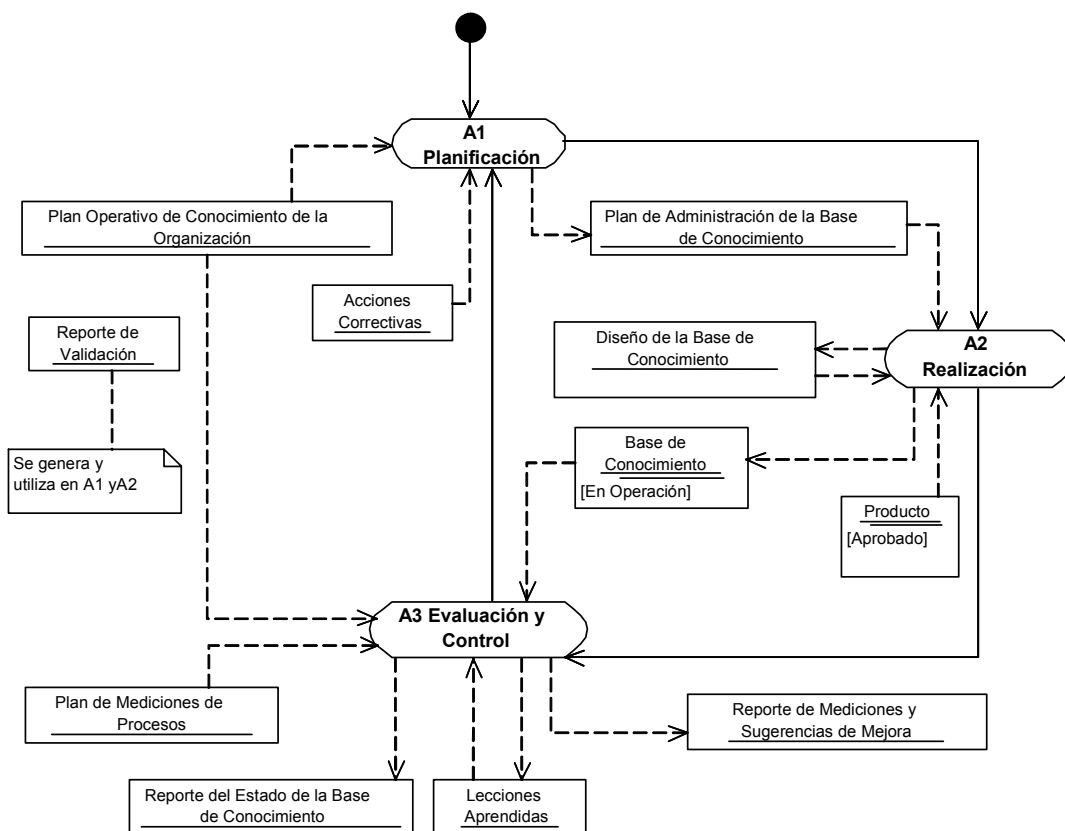 A1
Planificación
Plan Operativo de Conocimiento de la
Organización
Plan de Administración de la Base
de Conocimiento
Acciones
Correctivas
Reporte de
Validación
Diseño de la Base de
Conocimiento
A2
Realización
Se genera y
utiliza en A1 yA2
Base de
Conocimiento
[En Operación]
Producto
[Aprobado]
A3 Evaluación y
Control
Plan de Mediciones de
Procesos
Reporte de Mediciones y
Sugerencias de Mejora
Reporte del Estado de la Base
de Conocimiento
Lecciones
Aprendidas